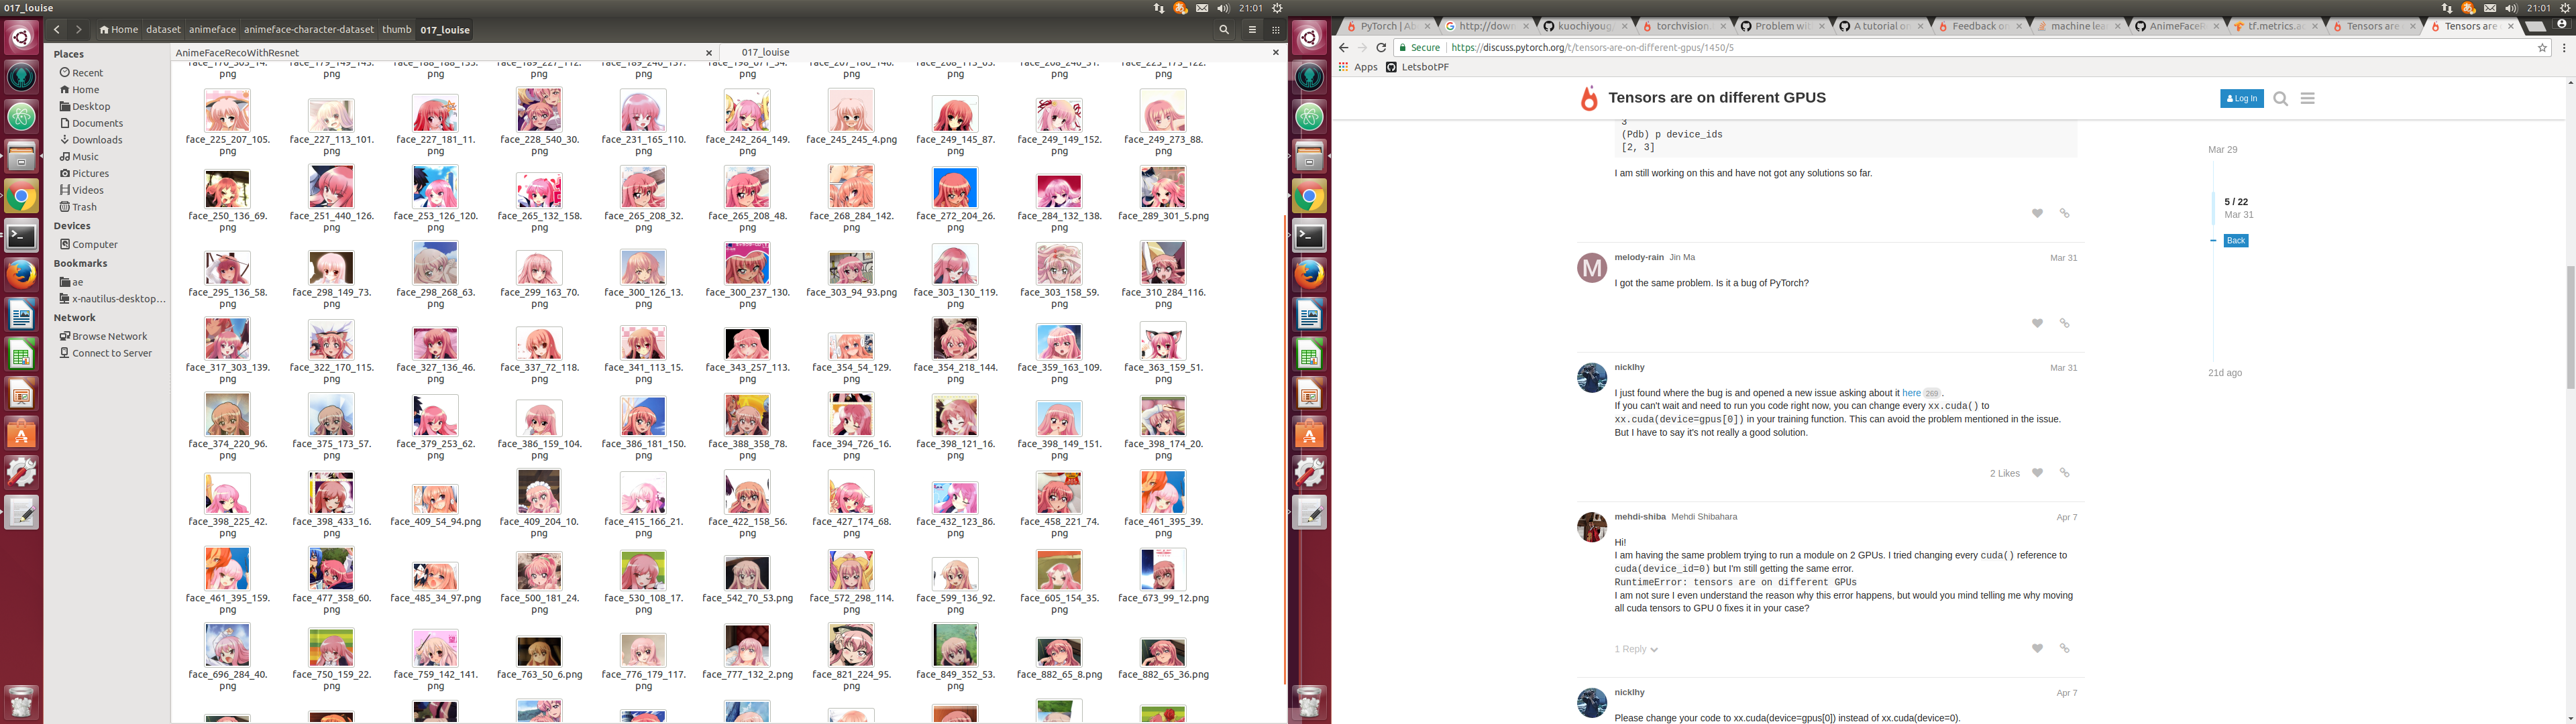 017_louise
21:01
21:01
Home
dataset
animeface
animeface-character-dataset
thumb
017_louise
Places
Recent
Home
Desktop
Documents
Downloads
Music
Pictures
Videos
Trash
Devices
Computer
Bookmarks
ae
x-nautilus-desktop...
Network
Browse Network
Connect to Server
AnimeFaceRecoWithResnet
017_louise
face_225_207_105.png
face_227_113_101.png
face_227_181_11.png
face_228_540_30.png
face_231_165_110.png
face_242_264_149.png
face_245_245_4.png
face_249_145_87.png
face_249_149_152.png
face_249_273_88.png
face_250_136_69.png
face_251_440_126.png
face_253_126_120.png
face_265_132_158.png
face_265_208_32.png
face_265_208_48.png
face_268_284_142.png
face_272_204_26.png
face_284_132_138.png
face_289_301_5.png
face_295_136_58.png
face_298_149_73.png
face_298_268_63.png
face_299_163_70.png
face_300_126_13.png
face_300_237_130.png
face_303_94_93.png
face_303_130_119.png
face_303_158_59.png
face_310_284_116.png
face_317_303_139.png
face_322_170_115.png
face_327_136_46.png
face_337_72_118.png
face_341_113_15.png
face_343_257_113.png
face_354_54_129.png
face_354_218_144.png
face_359_163_109.png
face_363_159_51.png
face_374_220_96.png
face_375_173_57.png
face_379_253_62.png
face_386_159_104.png
face_386_181_150.png
face_388_358_78.png
face_394_726_16.png
face_398_121_16.png
face_398_149_151.png
face_398_174_20.png
face_398_225_42.png
face_398_433_16.png
face_409_54_94.png
face_409_204_10.png
face_415_166_21.png
face_422_158_56.png
face_427_174_68.png
face_432_123_86.png
face_458_221_74.png
face_461_395_39.png
face_461_395_159.png
face_477_358_60.png
face_485_34_97.png
face_500_181_24.png
face_530_108_17.png
face_542_70_53.png
face_572_298_114.png
face_599_136_92.png
face_605_154_35.png
face_673_99_12.png
face_696_284_40.png
face_750_159_22.png
face_759_142_141.png
face_763_50_6.png
face_776_179_117.png
face_777_132_2.png
face_821_224_95.png
face_849_352_53.png
face_882_65_8.png
face_882_65_36.png
PyTorch | Ab
http://down
kuochiyoug
torchvision.
Problem wit
A tutorial on
Feedback on
machine lea
AnimeFaceR
tf.metrics.ac
Tensors are
Tensors are
Secure
https://discuss.pytorch.org/t/tensors-are-on-different-gpus/1450/5
Apps
LetsbotPF
Tensors are on different GPUS
Log In
3
(Pdb) p device_ids
[2, 3]
I am still working on this and have not got any solutions so far.
Mar 29
5 / 22
Mar 31
Back
21d ago
melody-rain Jin Ma
Mar 31
I got the same problem. Is it a bug of PyTorch?
nicklhy
Mar 31
I just found where the bug is and opened a new issue asking about it here 269 .
If you can't wait and need to run you code right now, you can change every xx.cuda() to
xx.cuda(device=gpus[0]) in your training function. This can avoid the problem mentioned in the issue.
But I have to say it's not really a good solution.
2 Likes
mehdi-shiba Mehdi Shibahara
Apr 7
Hi!
I am having the same problem trying to run a module on 2 GPUs. I tried changing every cuda() reference to
cuda(device_id=0) but I'm still getting the same error.
RuntimeError: tensors are on different GPUs
I am not sure I even understand the reason why this error happens, but would you mind telling me why moving
all cuda tensors to GPU 0 fixes it in your case?
1 Reply
nicklhy
Apr 7
Please change your code to xx.cuda(device=gpus[0]) instead of xx.cuda(device=0).